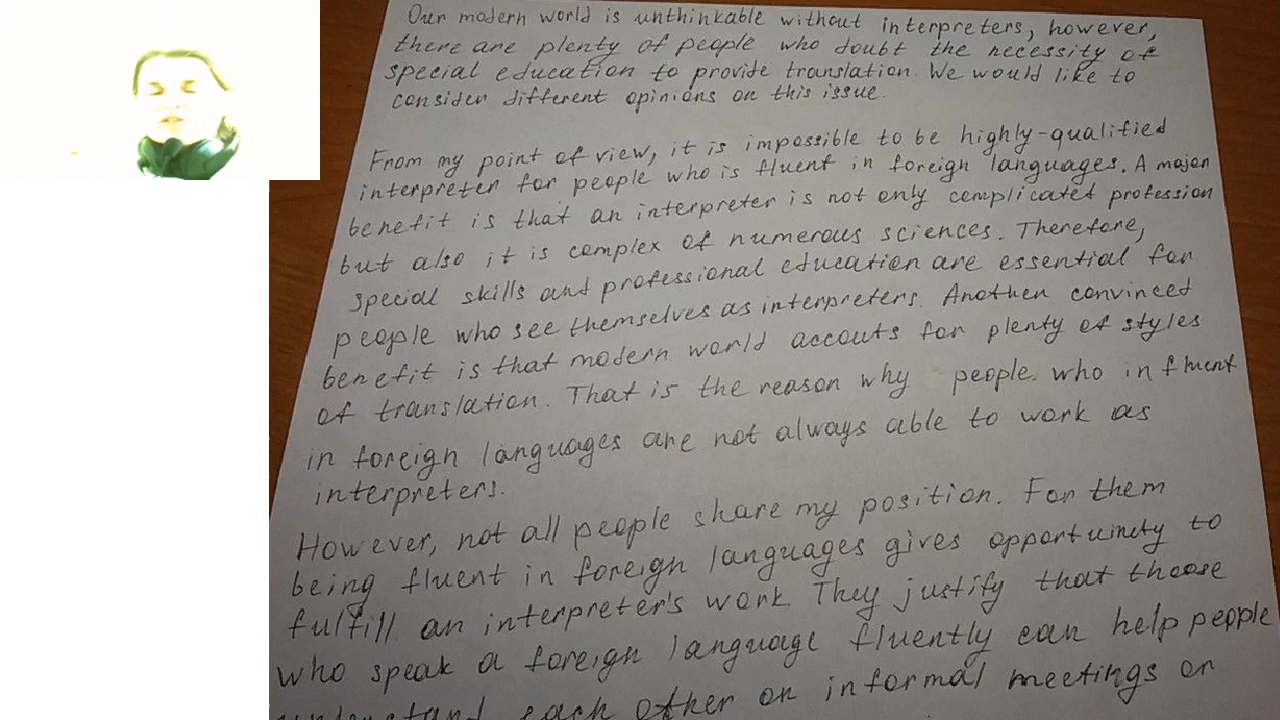 Our modern world is unthinkable without interpreters, however,
there are plenty of people who doubt the necessity of
special education to provide translation. We would like to
consider different opinions on this issue.
From my point of view, it is impossible to be highly-qualified
interpreter for people who is fluent in foreign languages. A major
benefit is that an interpreter is not only complicated profession
but also it is complex of numerous sciences. Therefore,
special skills and professional education are essential for
people who see themselves as interpreters. Another convinced
benefit is that modern world accouts for plenty of styles
of translation. That is the reason why people who in fluent
in foreign languages are not always able to work as
interpreters.
However, not all people share my position. For them
being fluent in foreign languages gives opportuinity to
fulfill an interpreter's work. They justify that thoose
who speak a foreign language fluently can help people
understand each other on informal meetings or